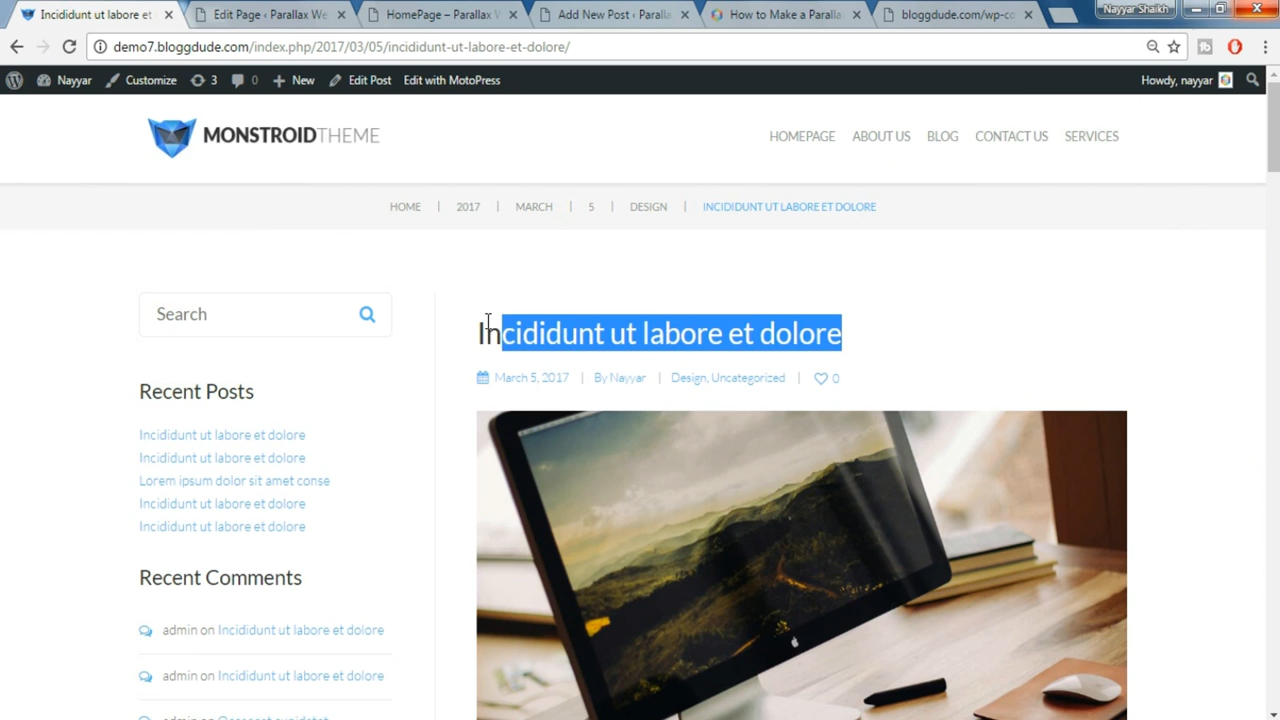 Incididunt ut labore et
Edit Page ‹ Parallax We
HomePage – Parallax W
Add New Post ‹ Paralla
How to Make a Paralla
bloggdude.com/wp-co
Nayyar Shaikh
demo7.bloggdude.com/index.php/2017/03/05/incididunt-ut-labore-et-dolore/
Nayyar
Customize
3
0
New
Edit Post
Edit with MotoPress
Howdy, nayyar
MONSTROIDTHEME
HOMEPAGE
ABOUT US
BLOG
CONTACT US
SERVICES
HOME | 2017 | MARCH | 5 | DESIGN | INCIDIDUNT UT LABORE ET DOLORE
Search
Recent Posts
Incididunt ut labore et dolore
Incididunt ut labore et dolore
Lorem ipsum dolor sit amet conse
Incididunt ut labore et dolore
Incididunt ut labore et dolore
Recent Comments
admin on Incididunt ut labore et dolore
admin on Incididunt ut labore et dolore
Incididunt ut labore et dolore
March 5, 2017 | By Nayyar | Design, Uncategorized | 0